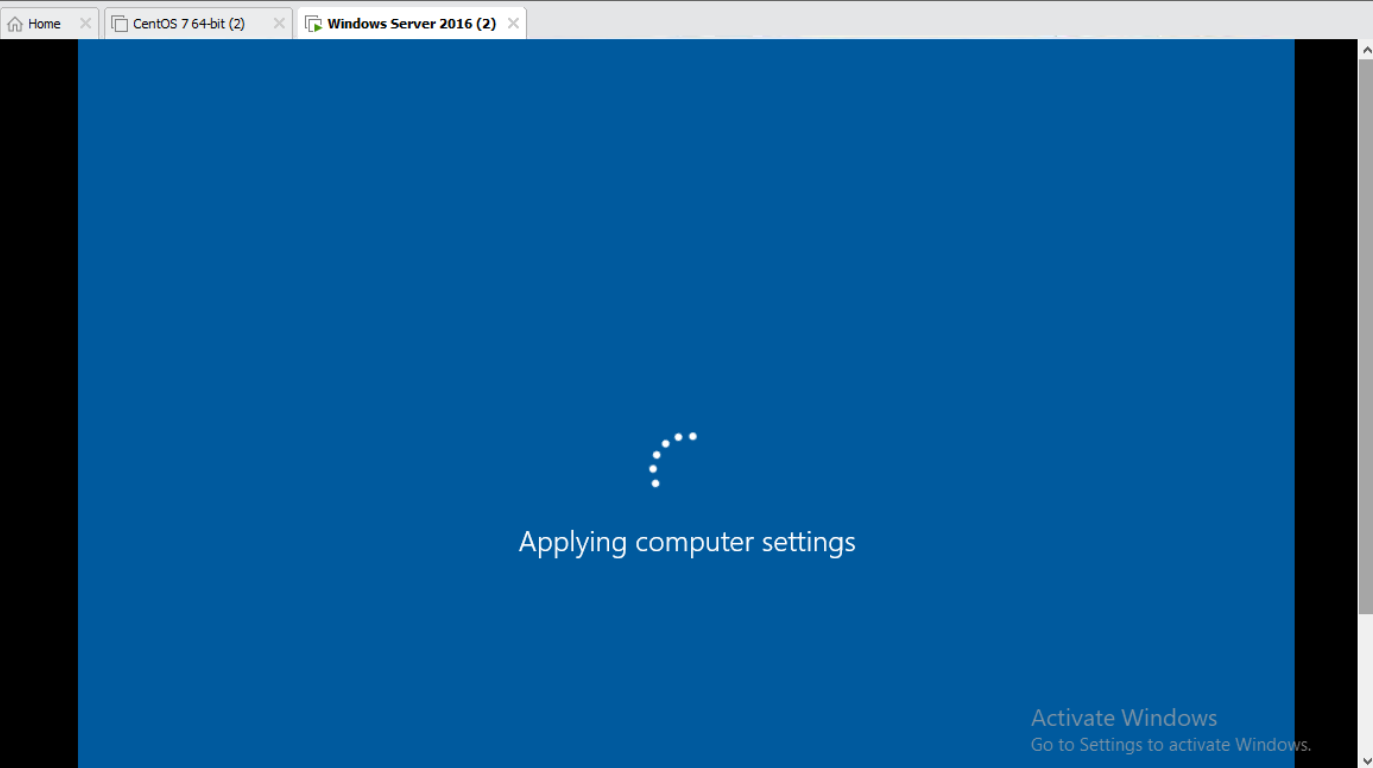 Home
CentOS 7 64-bit (2)
Windows Server 2016 (2)
Applying computer settings
Activate Windows
Go to Settings to activate Windows.